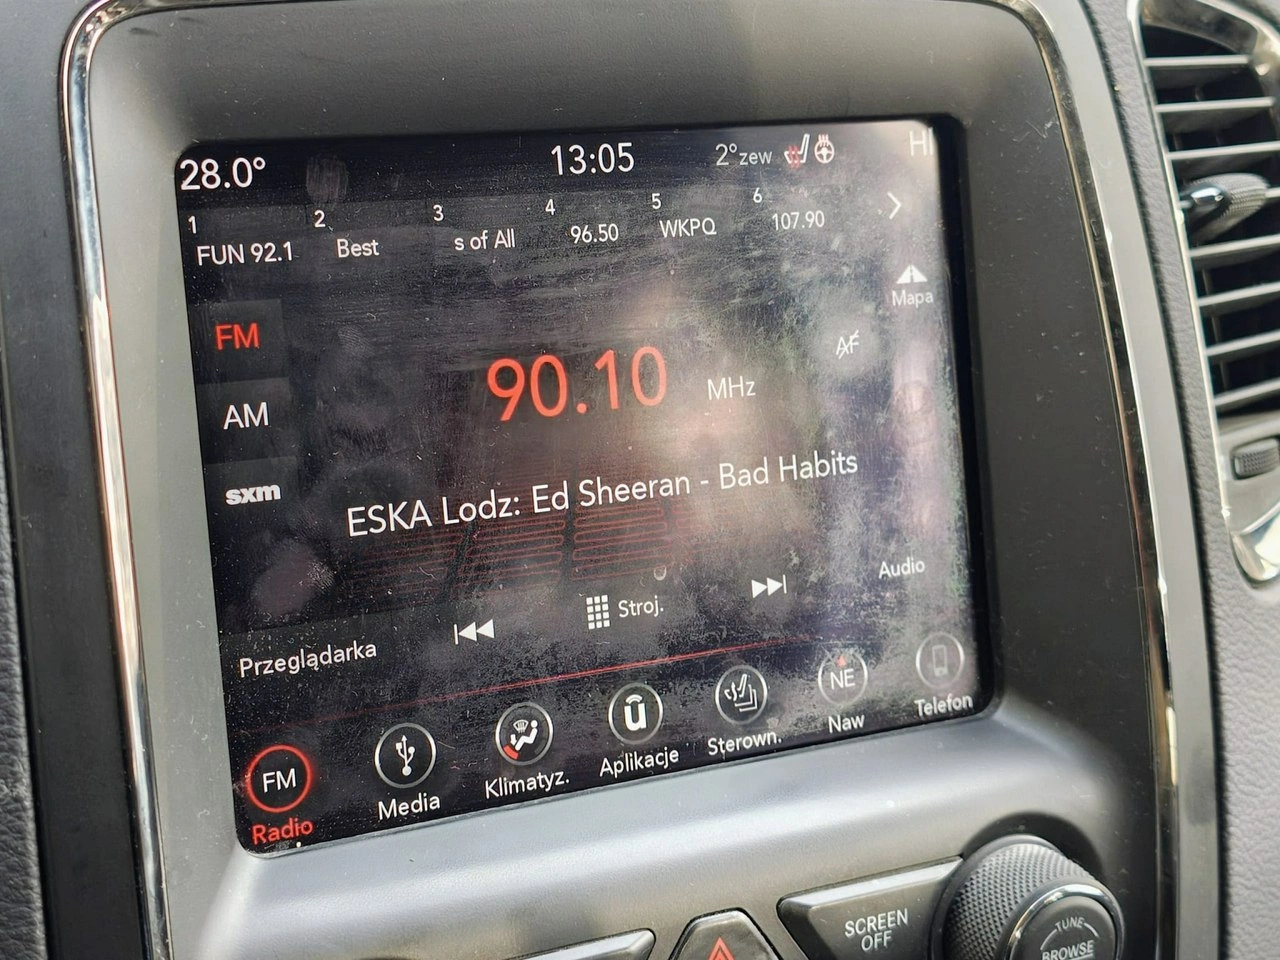 28.0° 13:05 2°zew HI
1 2 3 4 5 6
FUN 92.1 Best s of All 96.50 WKPQ 107.90
Mapa
FM
AF
90.10 MHz
AM
sxm
ESKA Lodz: Ed Sheeran - Bad Habits
Przeglądarka Stroj. Audio
FM NE
Radio Media Klimatyz. Aplikacje Sterown. Naw Telefon
SCREEN
OFF
TUNE
BROWSE